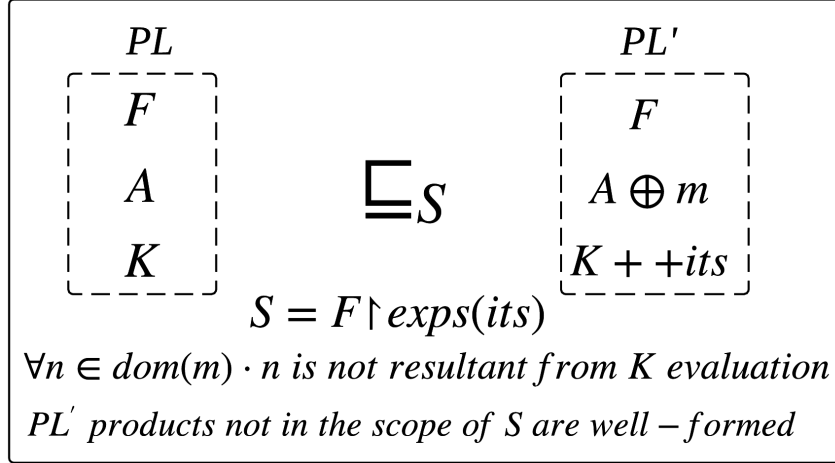 PL PL'
F F
A ⊑_S A ⊕ m
K K + +its
S = F↾exps(its)
∀n ∈ dom(m) · n is not resultant from K evaluation
PL' products not in the scope of S are well − formed